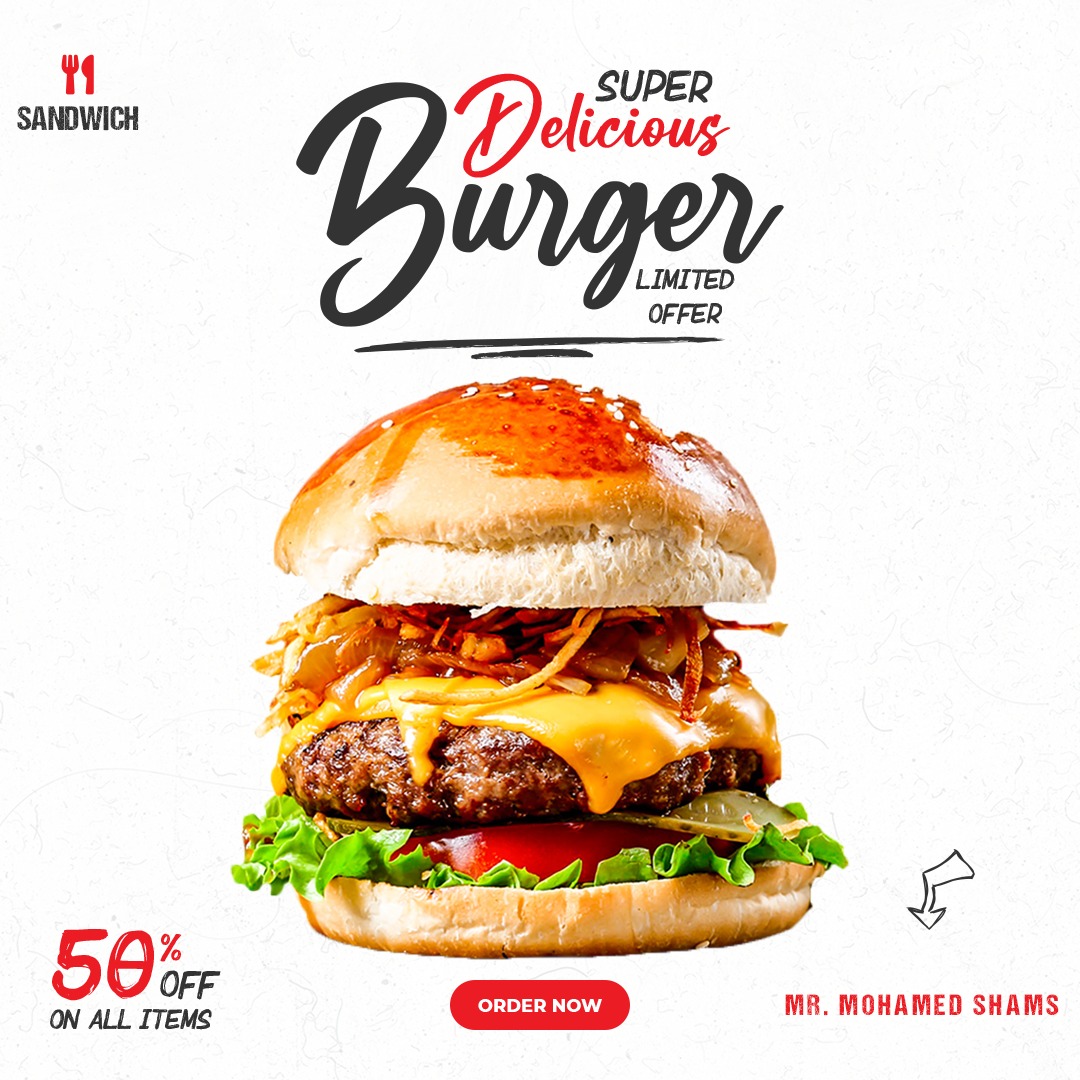 SANDWICH
SUPER
Delicious
Burger
LIMITED
OFFER
50% OFF
ON ALL ITEMS
ORDER NOW
MR. MOHAMED SHAMS